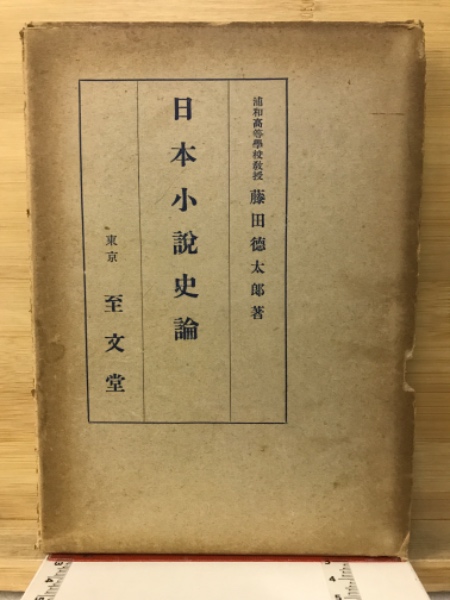 浦和高等學校教授 藤田德太郎著
日本小說史論
東京 至文堂